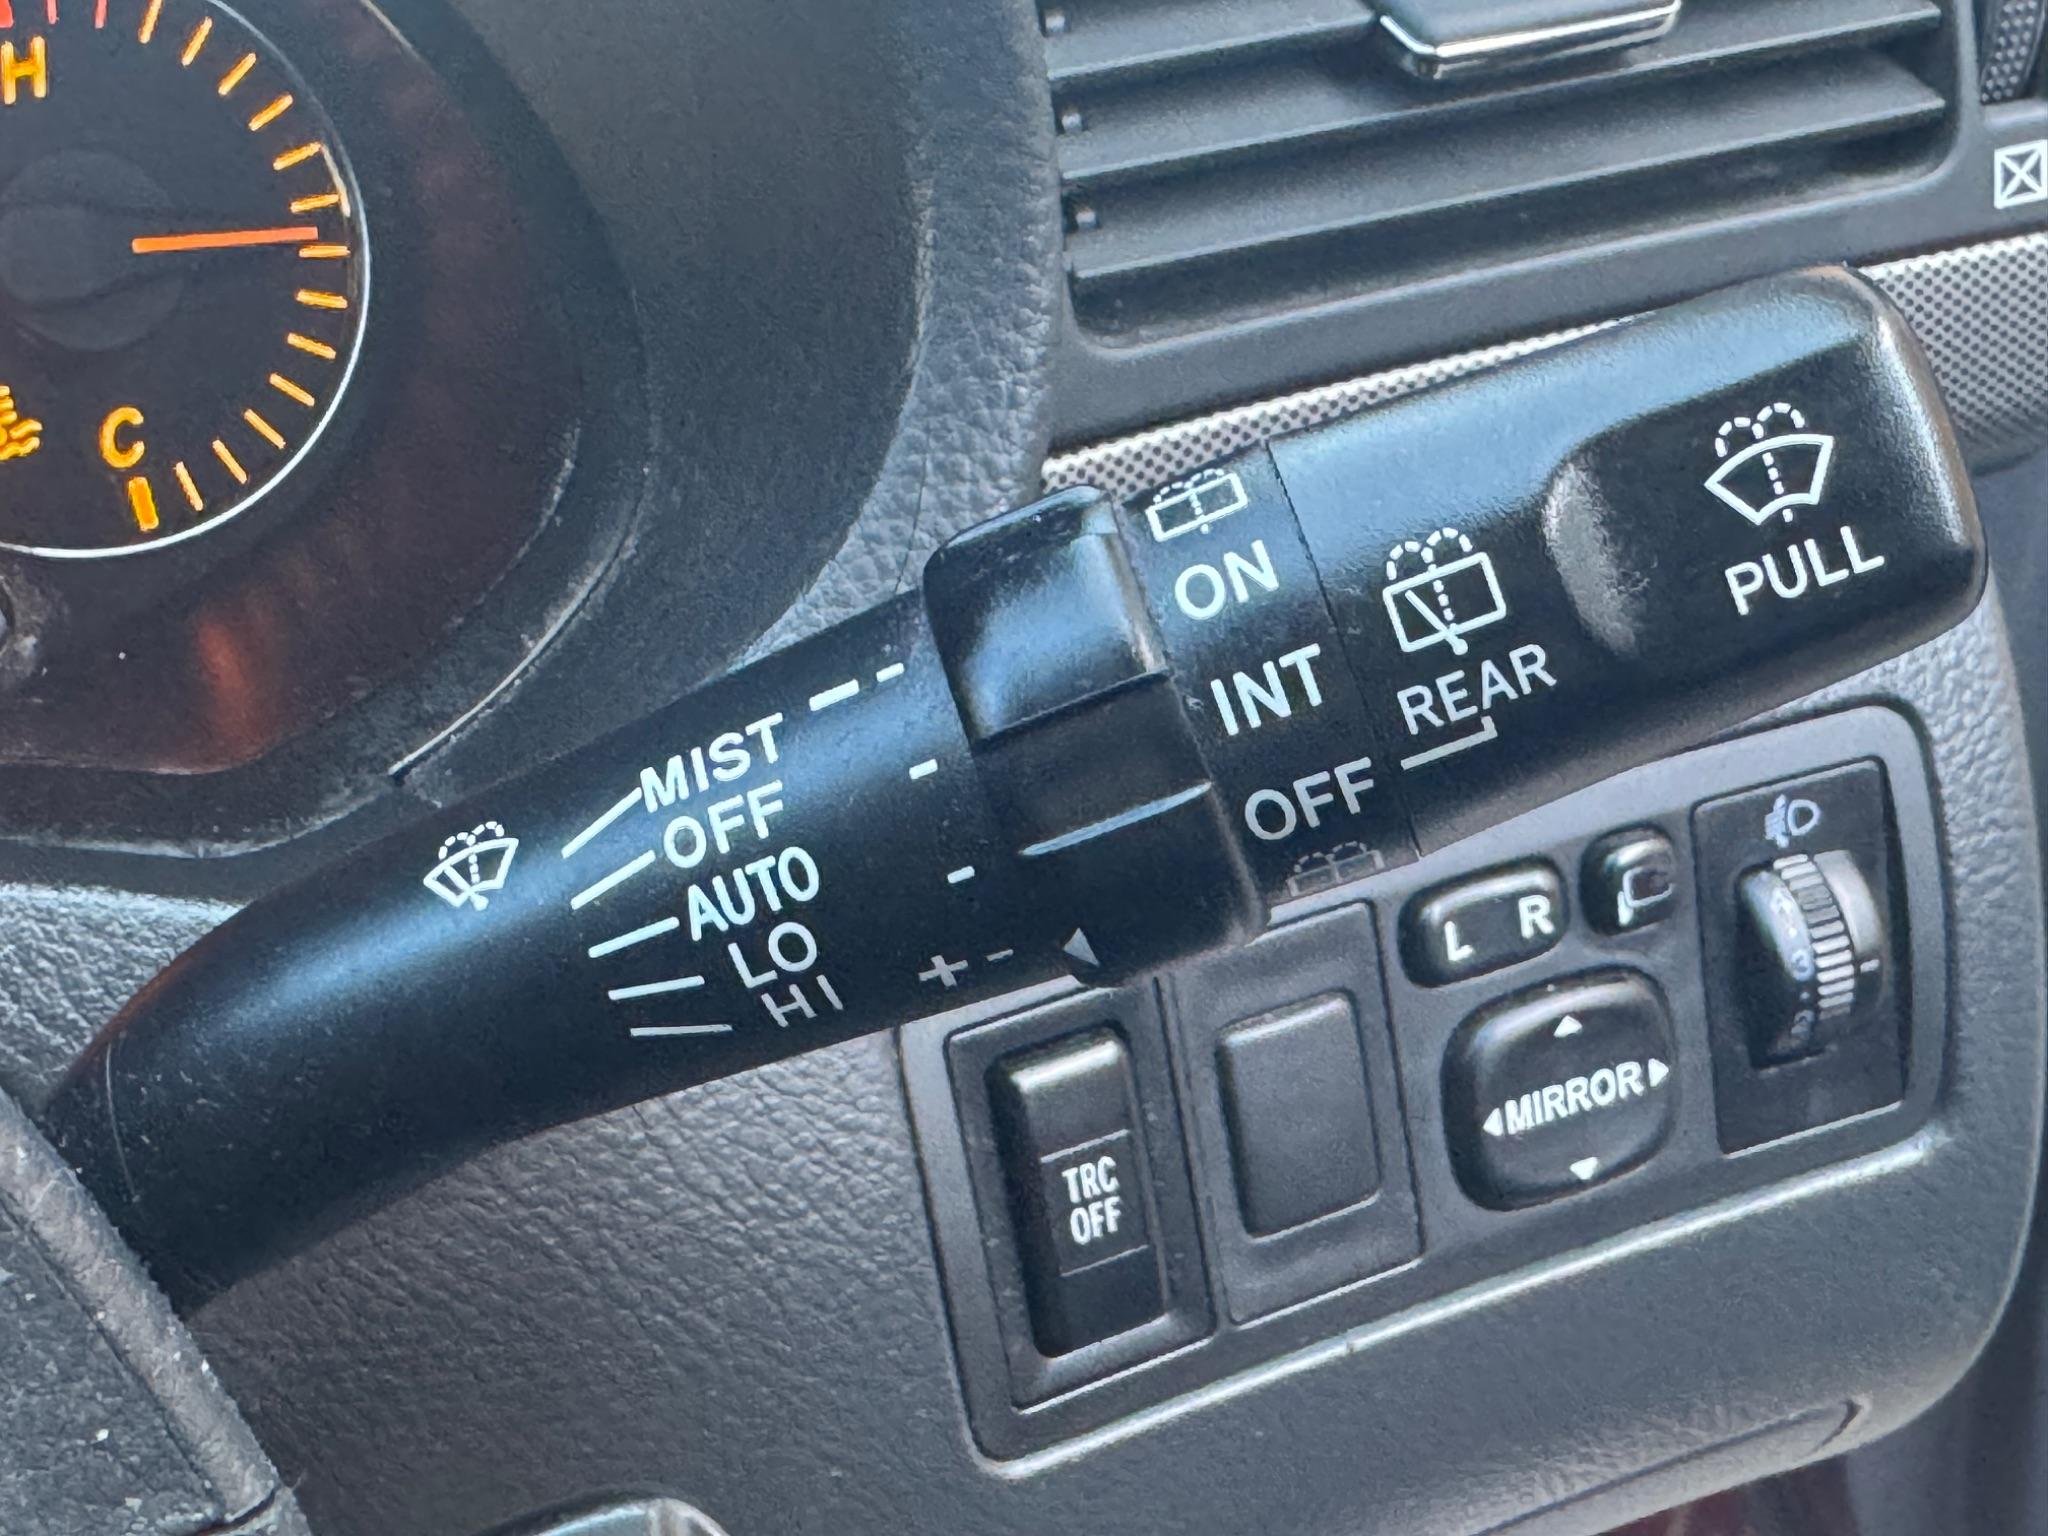 H
C
MIST
OFF
AUTO
LO
HI
+ -
ON
INT
OFF
REAR
PULL
L R
MIRROR
TRC
OFF